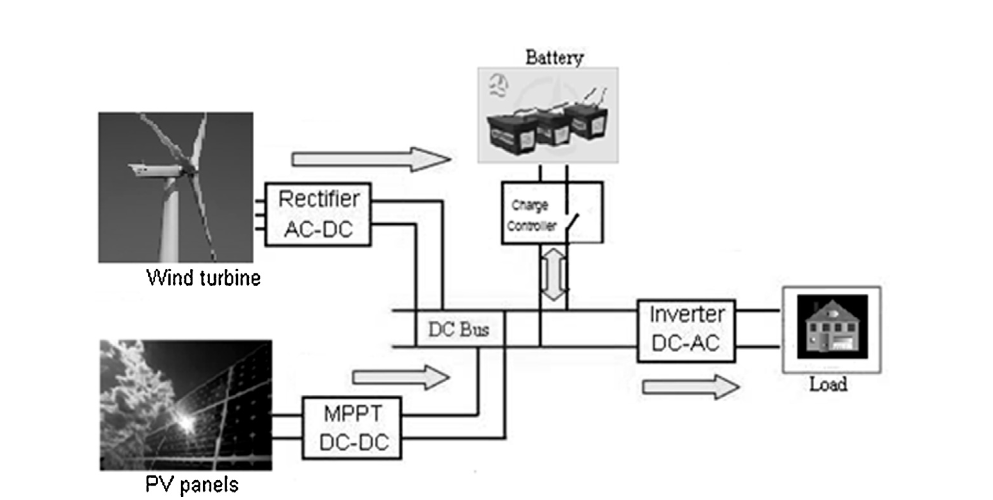 Battery
Rectifier
AC-DC
Charge
Controller
Wind turbine
DC Bus
Inverter
DC-AC
Load
MPPT
DC-DC
PV panels